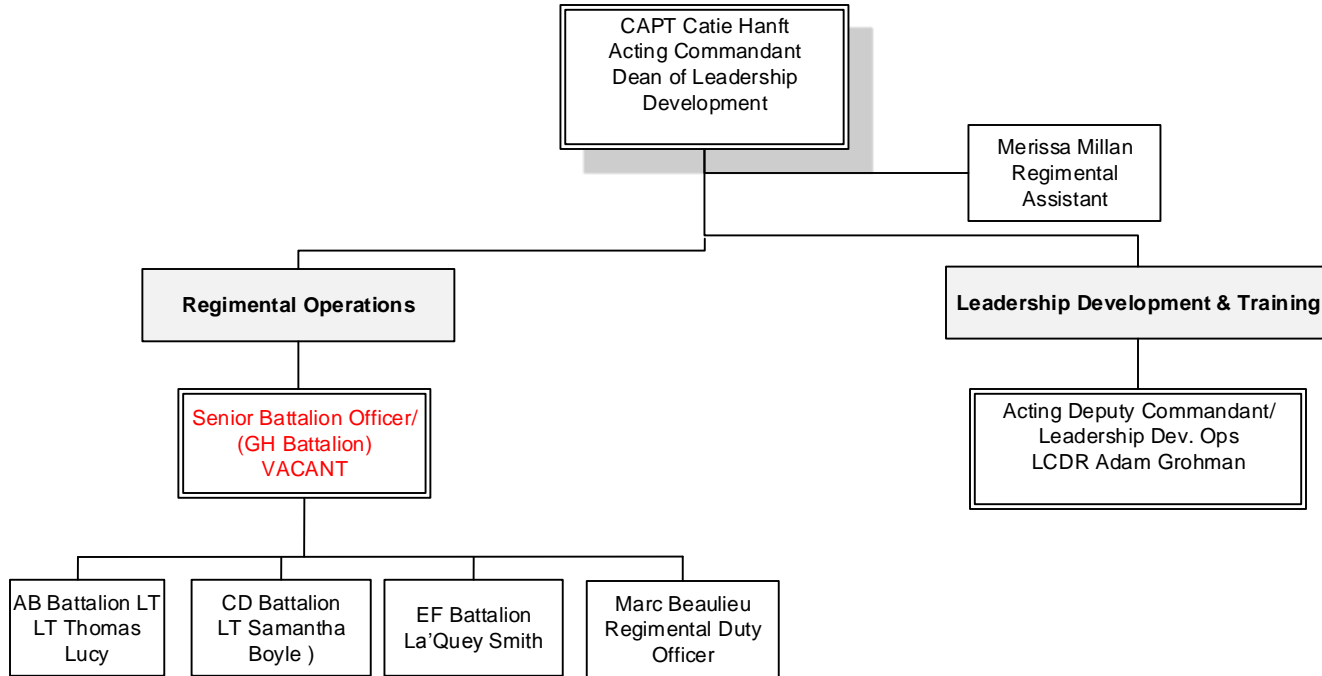 CAPT Catie Hanft
Acting Commandant
Dean of Leadership
Development
Merissa Millan
Regimental
Assistant
Regimental Operations
Leadership Development & Training
Senior Battalion Officer/
(GH Battalion)
VACANT
Acting Deputy Commandant/
Leadership Dev. Ops
LCDR Adam Grohman
AB Battalion LT
LT Thomas
Lucy
CD Battalion
LT Samantha
Boyle )
EF Battalion
La’Quey Smith
Marc Beaulieu
Regimental Duty
Officer